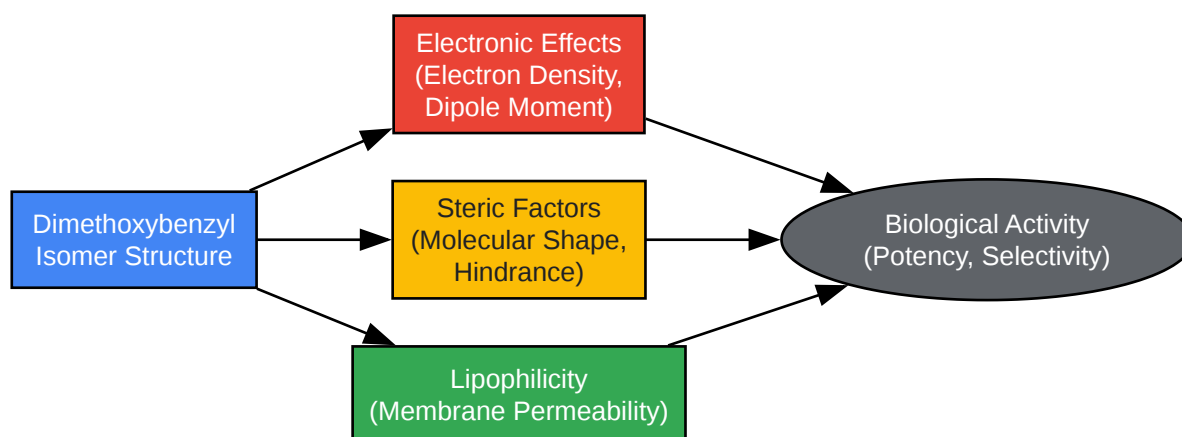 Electronic Effects
(Electron Density,
Dipole Moment)
Dimethoxybenzyl
Isomer Structure
Steric Factors
(Molecular Shape,
Hindrance)
Biological Activity
(Potency, Selectivity)
Lipophilicity
(Membrane Permeability)